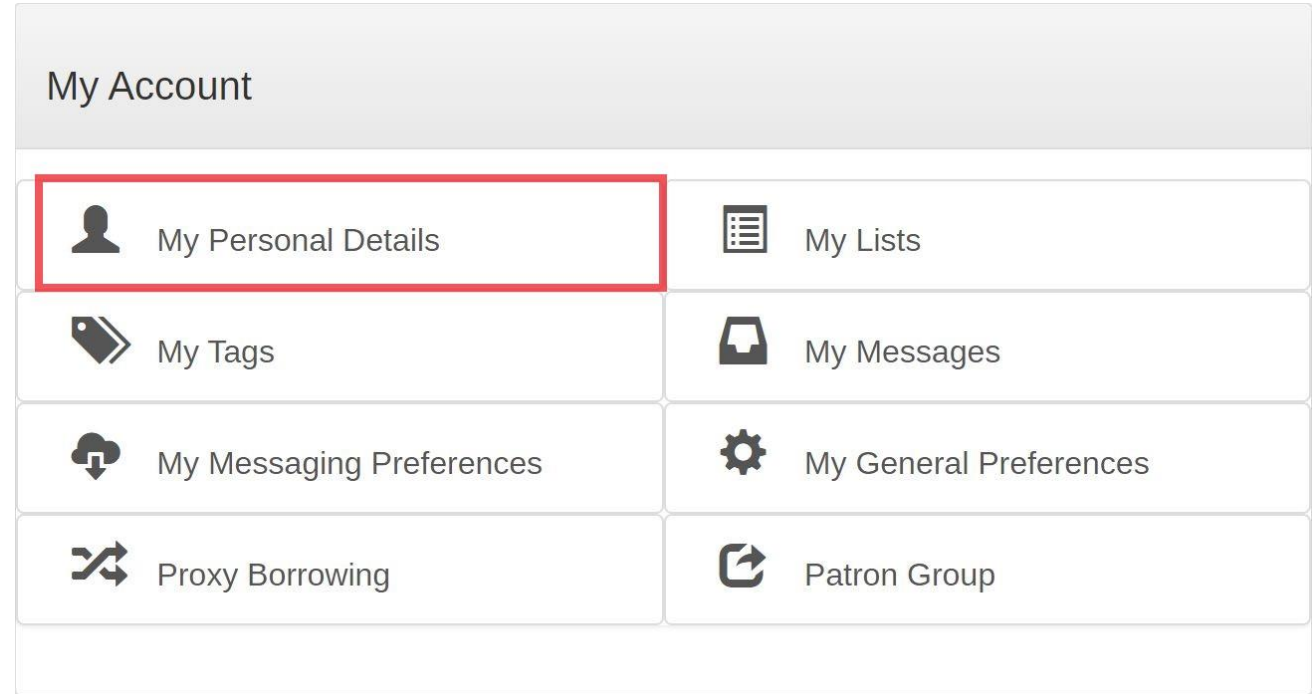 My Account
My Personal Details
My Lists
My Tags
My Messages
My Messaging Preferences
My General Preferences
Proxy Borrowing
Patron Group